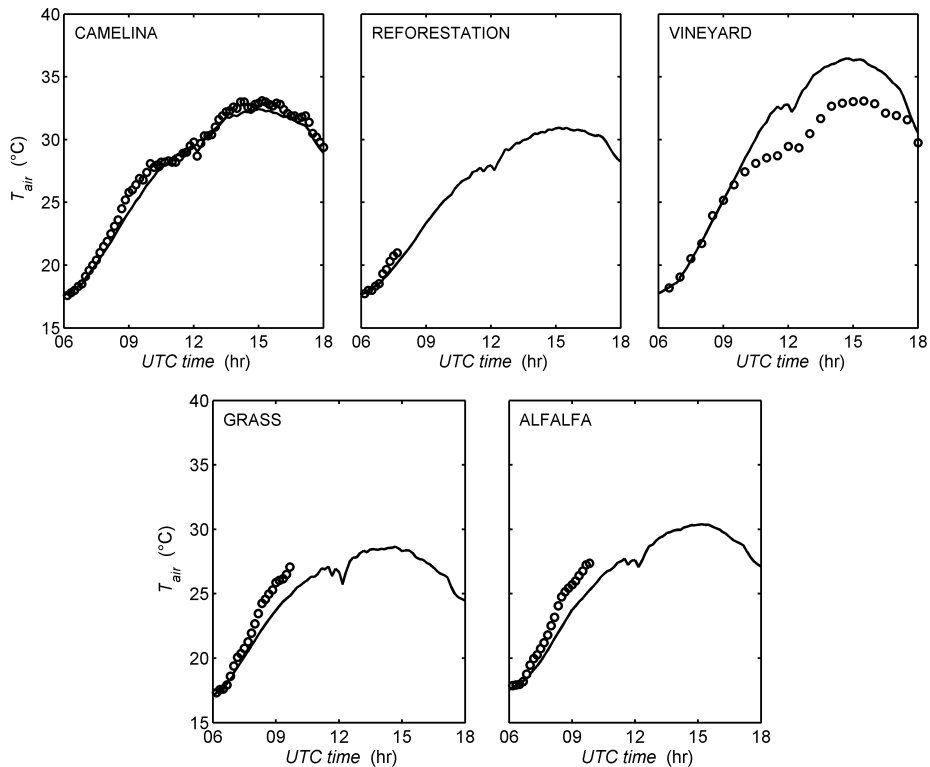 CAMELINA
REFORESTATION
VINEYARD
40
35
30
25
20
15
T air (°C)
06 09 12 15 18
06 09 12 15 18
06 09 12 15 18
UTC time (hr)
UTC time (hr)
UTC time (hr)
GRASS
ALFALFA
40
35
30
25
20
15
T air (°C)
06 09 12 15 18
06 09 12 15 18
UTC time (hr)
UTC time (hr)